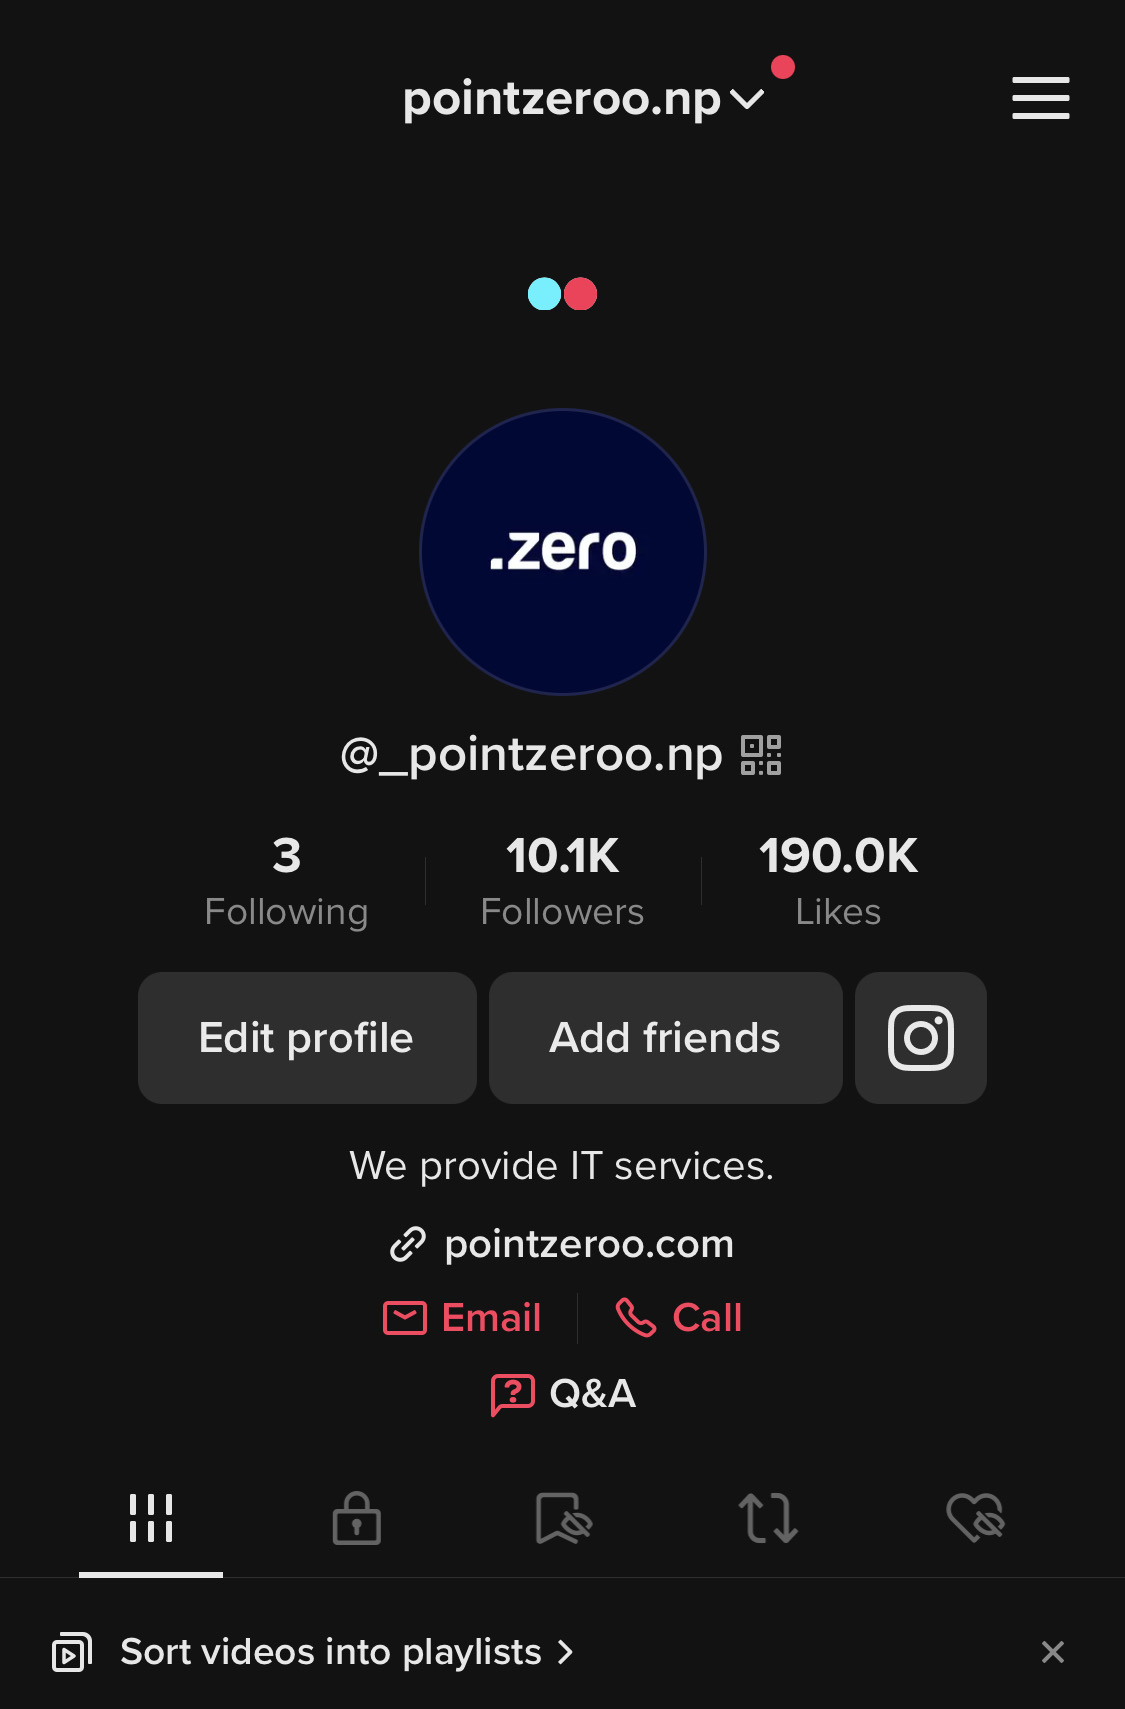 pointzeroo.np
.zero
@_pointzeroo.np
3 10.1K 190.0K
Following Followers Likes
Edit profile Add friends
We provide IT services.
pointzeroo.com
Email Call
Q&A
Sort videos into playlists